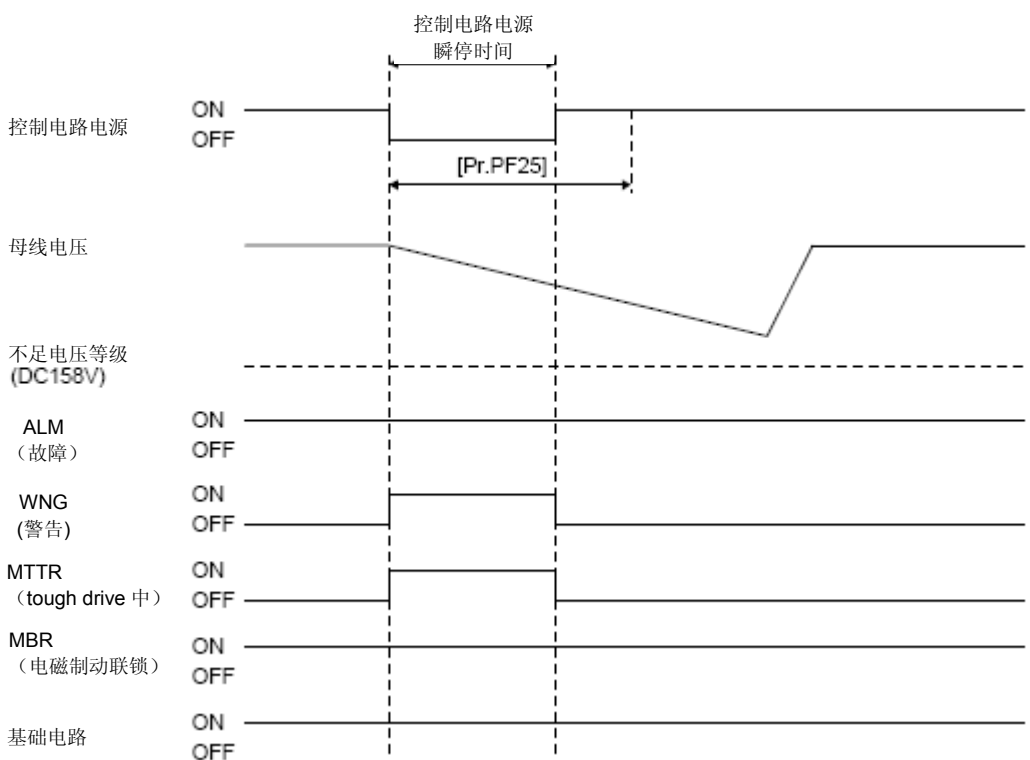 控制电路电源
瞬停时间
控制电路电源
ON
OFF
[Pr.PF25]
母线电压
不足电压等级
(DC158V)
ALM
（故障）
ON
OFF
WNG
(警告)
ON
OFF
MTTR
（tough drive 中）
ON
OFF
MBR
（电磁制动联锁）
ON
OFF
基础电路
ON
OFF